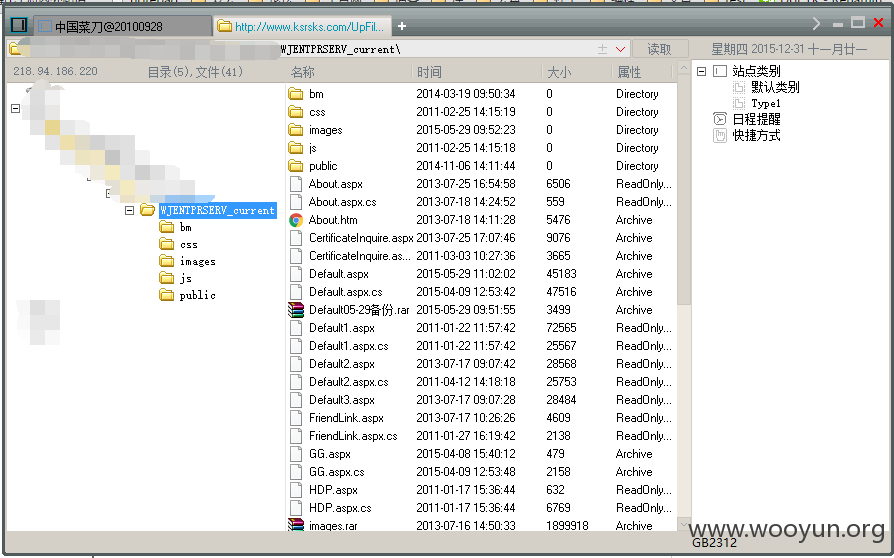 中国菜刀@20100928
http://www.ksrsks.com/UpFil...
WJENTPRSERV_current\
读取
星期四 2015-12-31 十一月廿一
218.94.186.220
目录(5),文件(41)
名称 时间 大小 属性
WJENTPRSERV_current
bm
css
images
js
public
bm 2014-03-19 09:50:34 0 Directory
css 2011-02-25 14:15:19 0 Directory
images 2015-05-29 09:52:23 0 Directory
js 2011-02-25 14:15:18 0 Directory
public 2014-11-06 14:11:44 0 Directory
About.aspx 2013-07-25 16:54:58 6506 ReadOnly...
About.aspx.cs 2013-07-18 14:24:52 559 ReadOnly...
About.htm 2013-07-18 14:11:28 5476 Archive
CertificateInquire.aspx 2013-07-25 17:07:46 9076 Archive
CertificateInquire.as... 2011-03-03 10:27:36 3665 Archive
Default.aspx 2015-05-29 11:02:02 45183 Archive
Default.aspx.cs 2015-04-09 12:53:42 47516 Archive
Default05-29备份.rar 2015-05-29 09:51:55 3499 Archive
Default1.aspx 2011-01-22 11:57:42 72565 ReadOnly...
Default1.aspx.cs 2011-01-22 11:57:42 25567 ReadOnly...
Default2.aspx 2013-07-17 09:07:42 28568 ReadOnly...
Default2.aspx.cs 2011-04-12 14:18:18 25753 ReadOnly...
Default3.aspx 2013-07-17 09:07:28 28484 ReadOnly...
FriendLink.aspx 2013-07-17 10:26:26 4609 ReadOnly...
FriendLink.aspx.cs 2011-01-27 16:19:42 2138 ReadOnly...
GG.aspx 2015-04-08 15:40:12 479 Archive
GG.aspx.cs 2015-04-09 12:53:48 2158 Archive
HDP.aspx 2011-01-17 15:36:44 632 ReadOnly...
HDP.aspx.cs 2011-01-17 15:36:44 6769 ReadOnly...
images.rar 2013-07-16 14:50:33 1899918 Archive
站点类别
默认类别
Type1
日程提醒
快捷方式
www.wooyun.org
GB2312